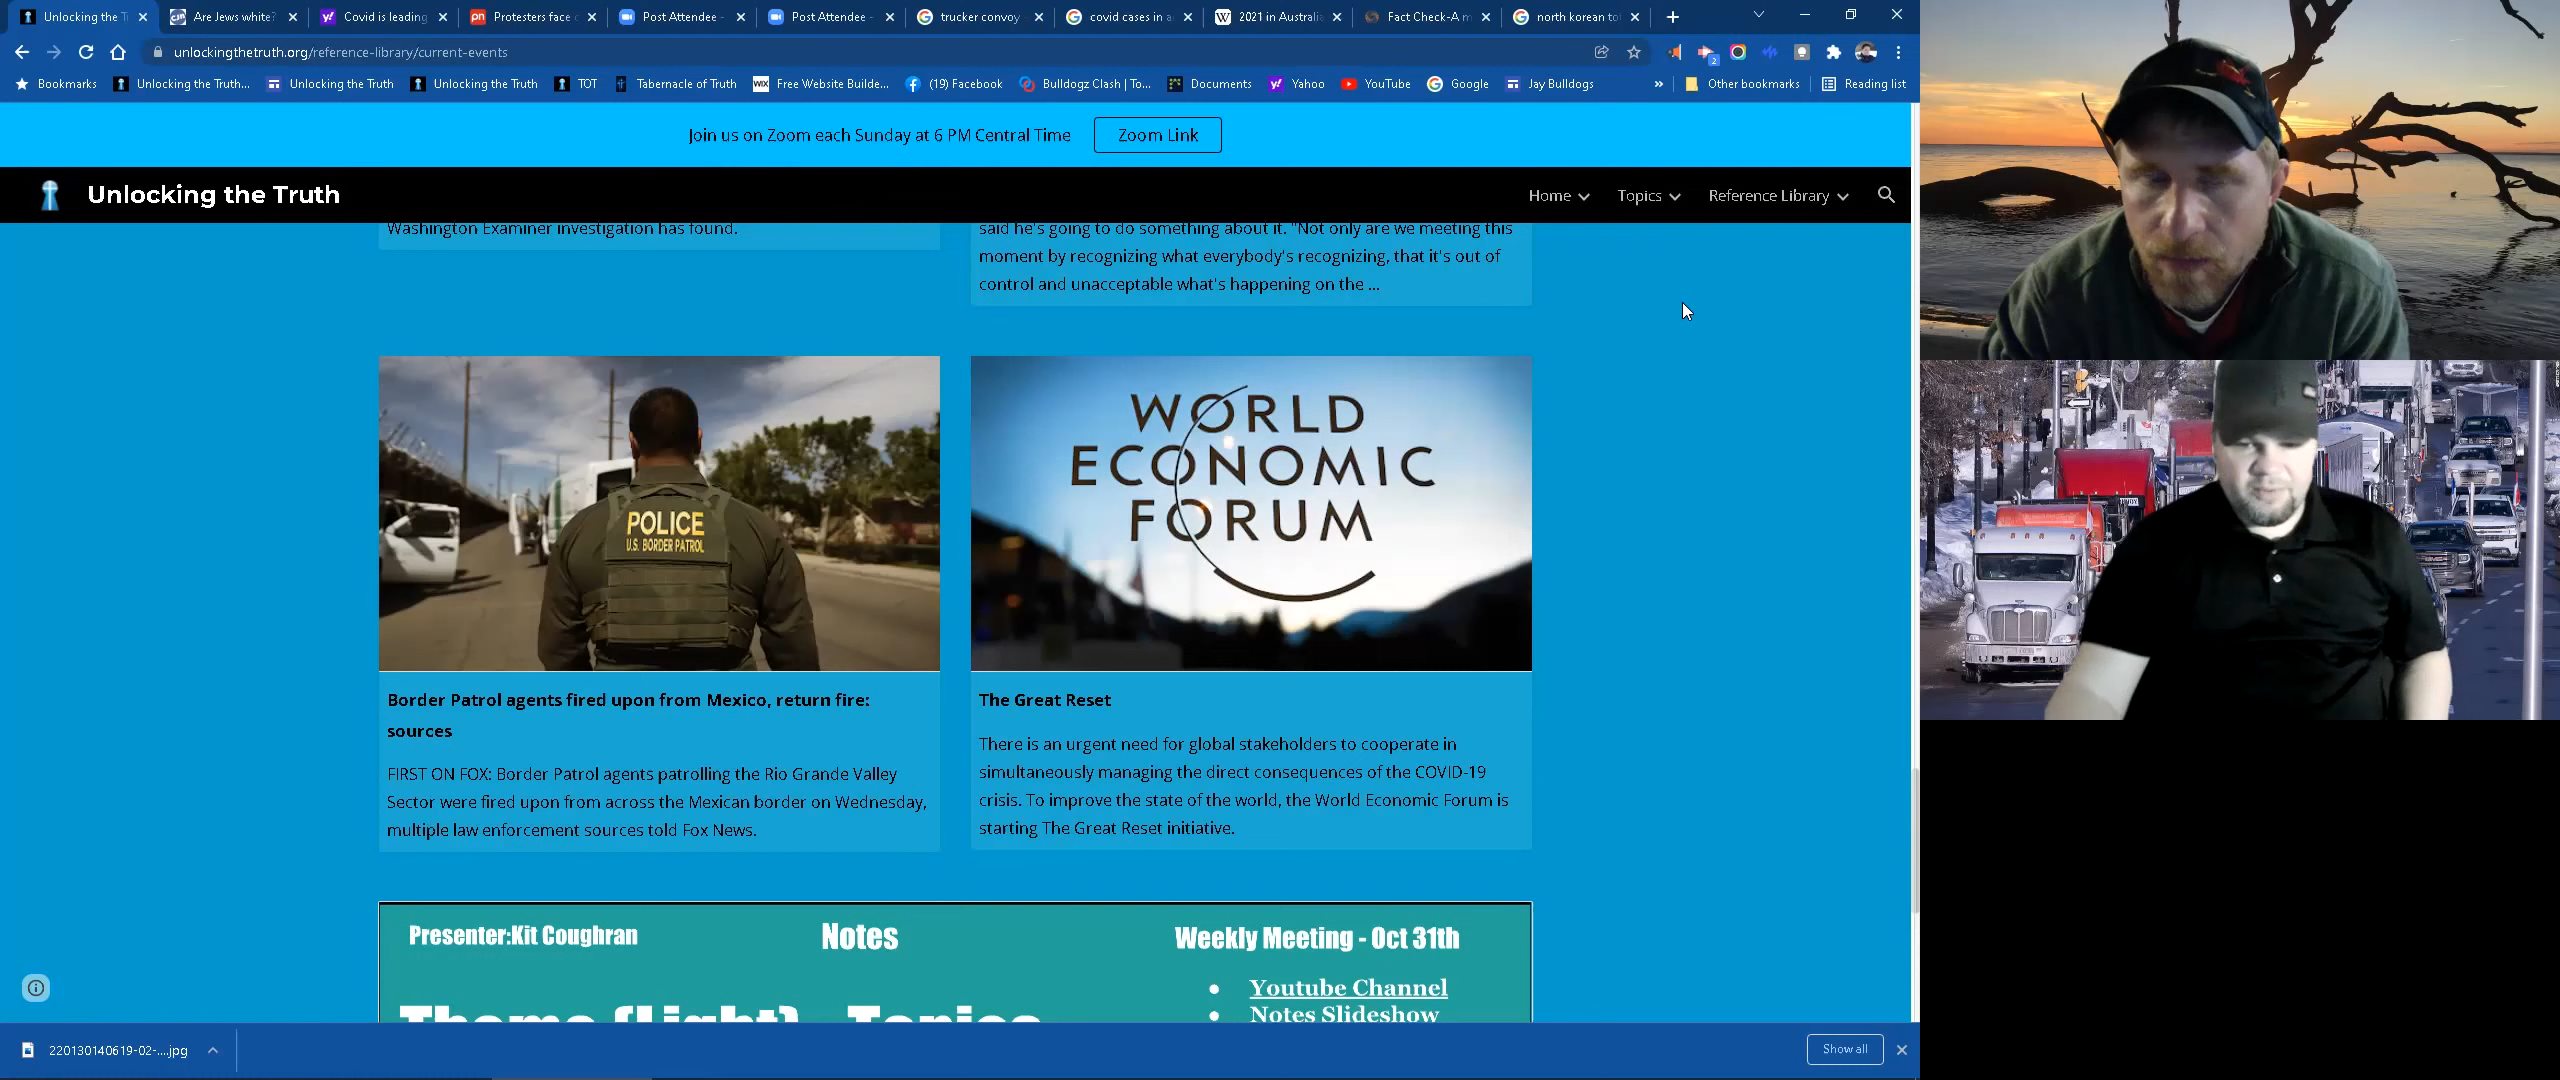 Unlocking the T
Are Jews white?
Covid is leading
Protesters face
Post Attendee -
Post Attendee -
trucker convoy
covid cases in a
2021 in Australia
Fact Check-A m
north korean to
unlockingthetruth.org/reference-library/current-events
2
Bookmarks
Unlocking the Truth...
Unlocking the Truth
Unlocking the Truth
TOT
Tabernacle of Truth
WIX
Free Website Builde...
(19) Facebook
Bulldogz Clash | To...
Documents
Yahoo
YouTube
Google
Jay Bulldogs
Other bookmarks
Reading list
Join us on Zoom each Sunday at 6 PM Central Time
Zoom Link
Unlocking the Truth
Home
Topics
Reference Library
Washington Examiner investigation has found.
said he's going to do something about it. "Not only are we meeting this
moment by recognizing what everybody's recognizing, that it's out of
control and unacceptable what's happening on the ...
POLICE
U.S. BORDER PATROL
WORLD
ECONOMIC
FORUM
Border Patrol agents fired upon from Mexico, return fire:
sources
FIRST ON FOX: Border Patrol agents patrolling the Rio Grande Valley
Sector were fired upon from across the Mexican border on Wednesday,
multiple law enforcement sources told Fox News.
The Great Reset
There is an urgent need for global stakeholders to cooperate in
simultaneously managing the direct consequences of the COVID-19
crisis. To improve the state of the world, the World Economic Forum is
starting The Great Reset initiative.
Presenter:Kit Coughran
Notes
Weekly Meeting - Oct 31th
Youtube Channel
Notes Slideshow
Theme (Light) - Topics
220130140619-02-....jpg
Show all